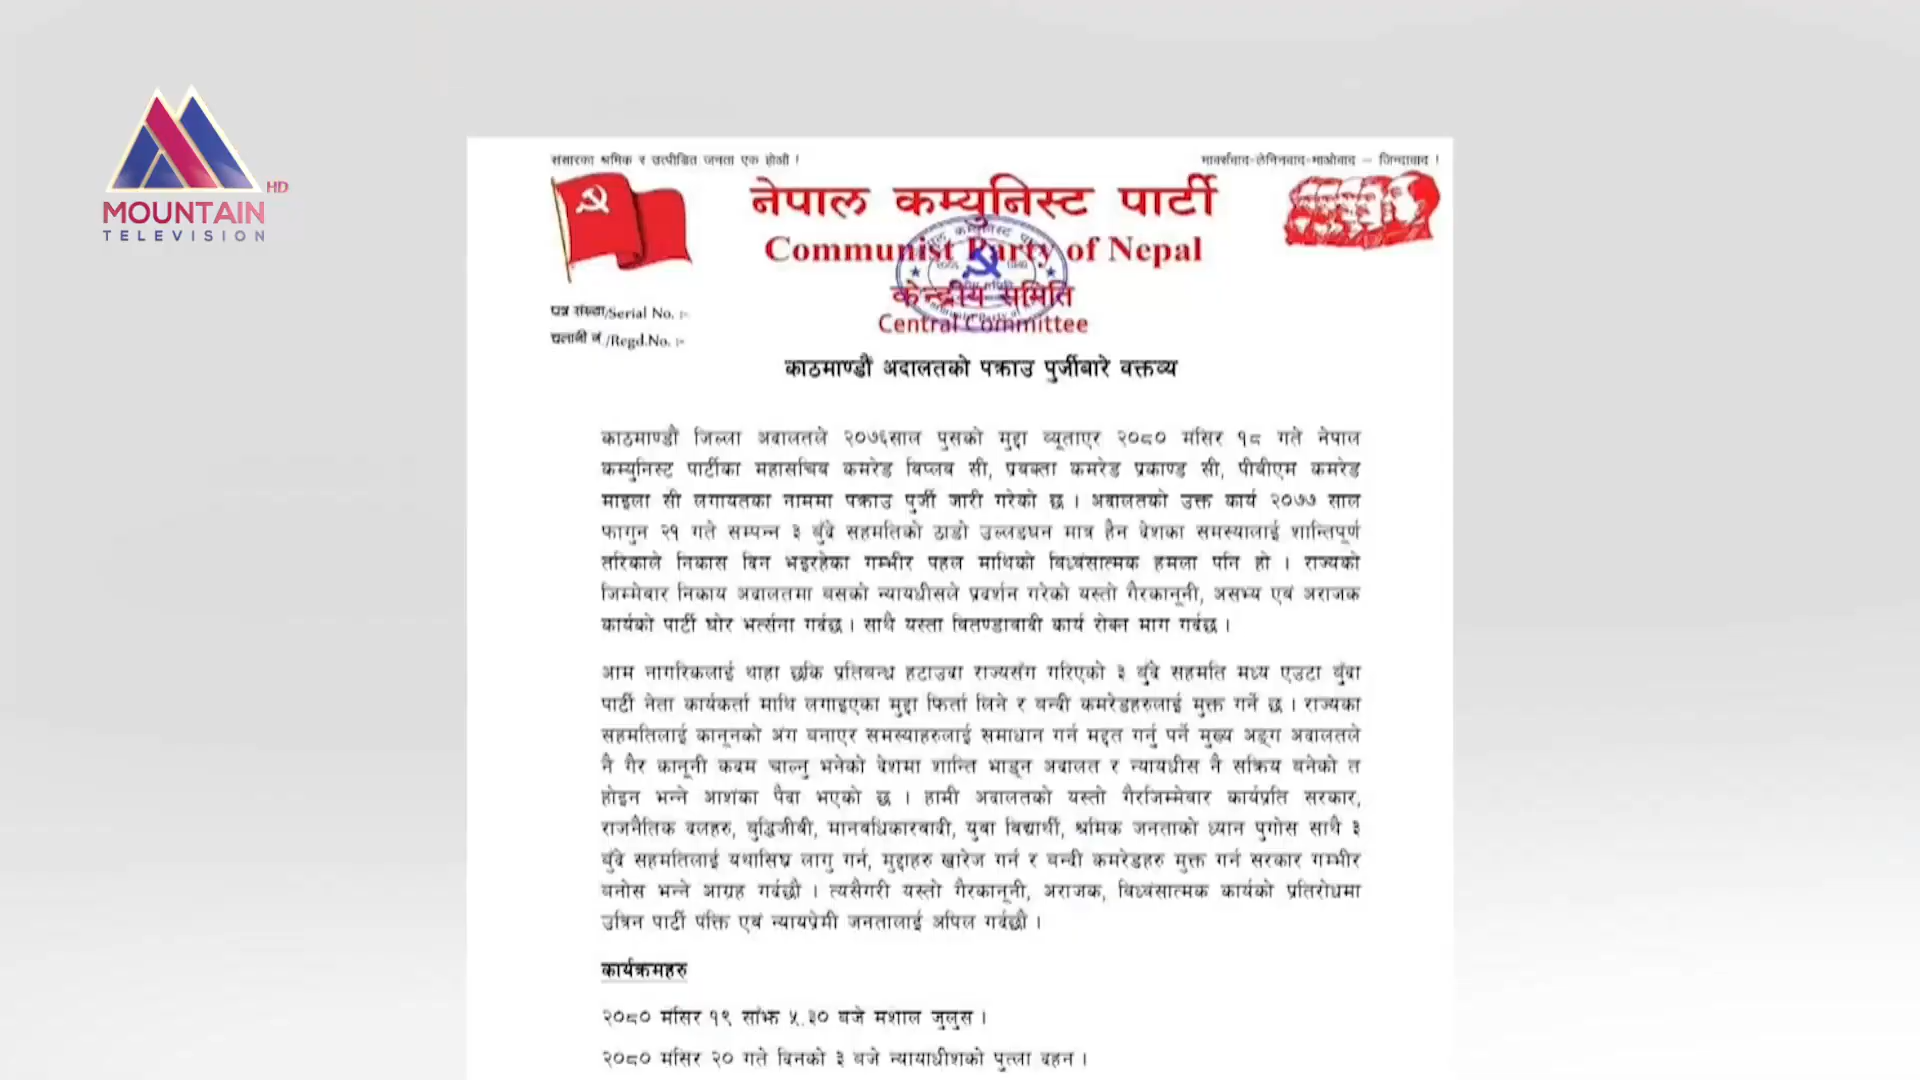 MOUNTAIN HD
TELEVISION
संसारका श्रमिक र उत्पीडित जनता एक होऔं !
मार्क्सवाद-लेनिनवाद-माओवाद – जिन्दावाद !
नेपाल कम्युनिस्ट पार्टी
Communist Party of Nepal
केन्द्रीय समिति
Central Committee
पत्र संख्या/Serial No. :-
चलानी नं./Regd.No. :-
काठमाण्डौं अदालतको पक्राउ पुर्जीबारे वक्तव्य
काठमाण्डौं जिल्ला अदालतले २०७६साल पुसको मुद्दा ब्यूताएर २०८० मंसिर १८ गते नेपाल
कम्युनिस्ट पार्टीका महासचिव कमरेड बिप्लव सी, प्रवक्ता कमरेड प्रकाण्ड सी, पीबीएम कमरेड
माइला सी लगायतका नाममा पक्राउ पुर्जी जारी गरेको छ । अदालतको उक्त कार्य २०७७ साल
फागुन २१ गते सम्पन्न ३ बुँदे सहमतिको ठाडो उल्लङघन मात्र हैन देशका समस्यालाई शान्तिपूर्ण
तरिकाले निकास दिन भइरहेका गम्भीर पहल माथिको बिध्वंसात्मक हमला पनि हो । राज्यको
जिम्मेबार निकाय अदालतमा बसको न्यायधीसले प्रदर्शन गरेको यस्तो गैरकानूनी, असभ्य एवं अराजक
कार्यको पार्टी घोर भर्त्सना गर्दछ । साथै यस्ता बितण्डाबादी कार्य रोक्न माग गर्दछ ।
आम नागरिकलाई थाहा छकि प्रतिबन्ध हटाउदा राज्यसंग गरिएको ३ बुँदे सहमति मध्य एउटा बुंदा
पार्टी नेता कार्यकर्ता माथि लगाइएका मुद्दा फिर्ता लिने र बन्दी कमरेडहरुलाई मुक्त गर्ने छ । राज्यका
सहमतिलाई कानूनको अंग बनाएर समस्याहरुलाई समाधान गर्न मद्दत गर्नु पर्ने मुख्य अङ्ग अदालतले
नै गैर कानूनी कदम चाल्नु भनेको देशमा शान्ति भाड्न अदालत र न्यायधीस नै सक्रिय बनेको त
होइन भन्ने आशंका पैदा भएको छ । हामी अदालतको यस्तो गैरजिम्मेबार कार्यप्रति सरकार,
राजनैतिक दलहरु, बुद्धिजीबी, मानबधिकारबादी, युबा बिद्यार्थी, श्रमिक जनताको ध्यान पुगोस साथै ३
बुँदे सहमतिलाई यथासिघ्र लागु गर्न, मुद्दाहरु खारेज गर्न र बन्दी कमरेडहरु मुक्त गर्न सरकार गम्भीर
बनोस भन्ने आग्रह गर्दछौं । त्यसैगरी यस्तो गैरकानूनी, अराजक, बिध्वंसात्मक कार्यको प्रतिरोधमा
उत्रिन पार्टी पंक्ति एबं न्यायप्रेमी जनतालाई अपिल गर्दछौं ।
कार्यक्रमहरु
२०८० मंसिर १९ सांझ ५.३० बजे मशाल जुलुस ।
२०८० मंसिर २० गते दिनको ३ बजे न्यायाधीशको पुत्ला दहन ।